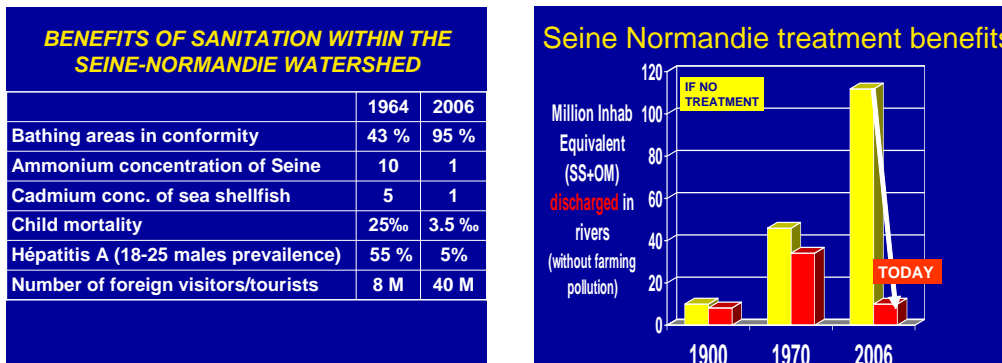 BENEFITS OF SANITATION WITHIN THE
SEINE-NORMANDIE WATERSHED
1964 2006
Bathing areas in conformity 43 % 95 %
Ammonium concentration of Seine 10 1
Cadmium conc. of sea shellfish 5 1
Child mortality 25‰ 3.5 ‰
Hépatitis A (18-25 males prevailence) 55 % 5%
Number of foreign visitors/tourists 8 M 40 M
Seine Normandie treatment benefits
Million Inhab
Equivalent
(SS+OM)
discharged in
rivers
(without farming
pollution)
120
100
80
60
40
20
0
IF NO
TREATMENT
TODAY
1900 1970 2006